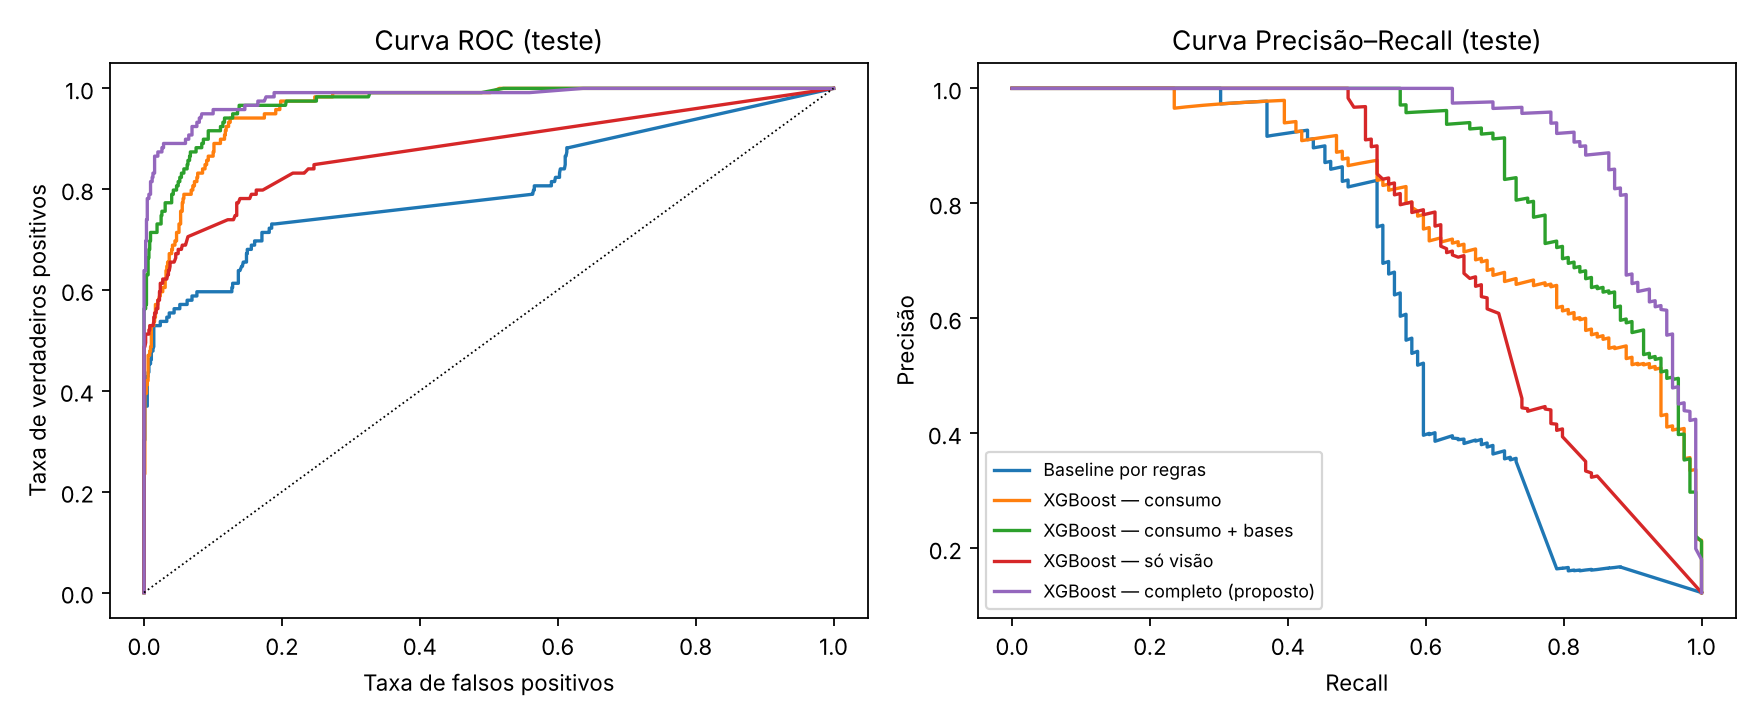 Curva ROC (teste)
Taxa de verdadeiros positivos
1.0
0.8
0.6
0.4
0.2
0.0
0.0 0.2 0.4 0.6 0.8 1.0
Taxa de falsos positivos
Curva Precisão–Recall (teste)
Precisão
1.0
0.8
0.6
0.4
0.2
Baseline por regras
XGBoost — consumo
XGBoost — consumo + bases
XGBoost — só visão
XGBoost — completo (proposto)
0.0 0.2 0.4 0.6 0.8 1.0
Recall